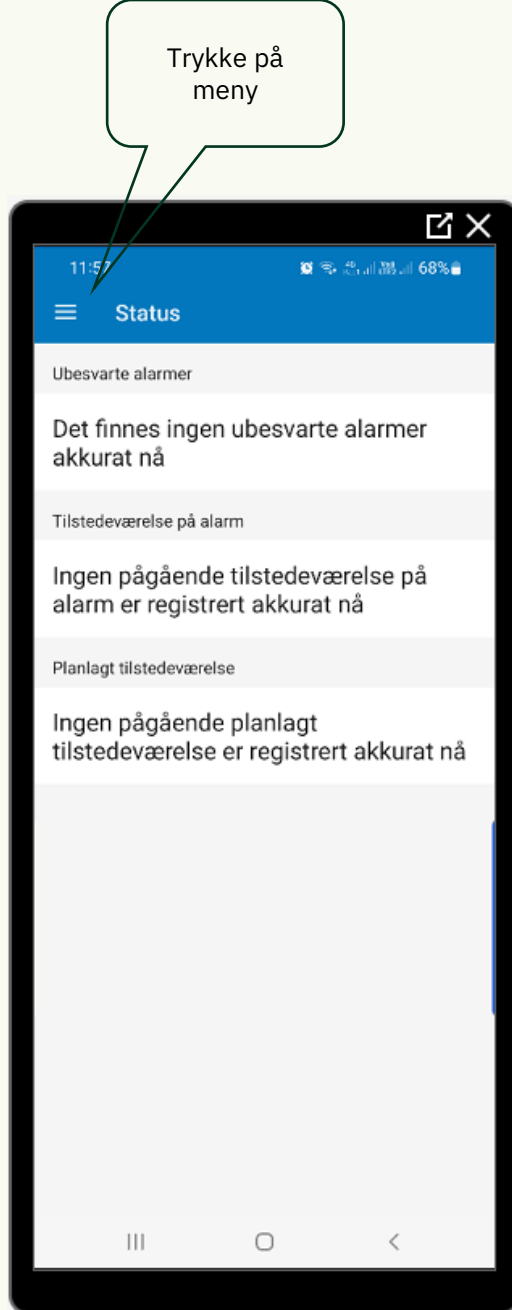 Trykke på
meny
11:57
68%
Status
Ubesvarte alarmer
Det finnes ingen ubesvarte alarmer
akkurat nå
Tilstedeværelse på alarm
Ingen pågående tilstedeværelse på
alarm er registrert akkurat nå
Planlagt tilstedeværelse
Ingen pågående planlagt
tilstedeværelse er registrert akkurat nå